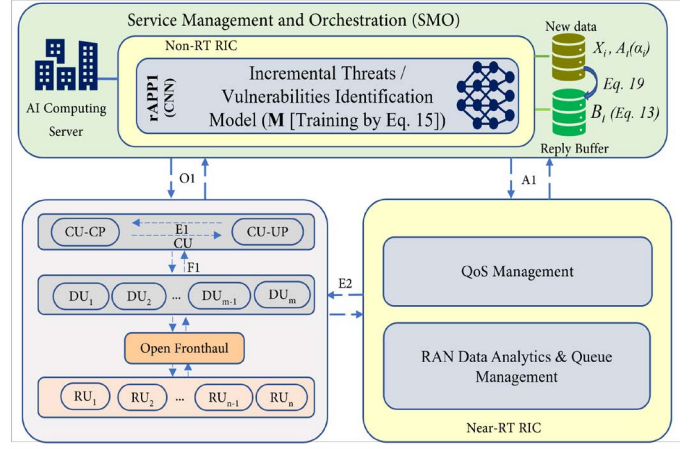 Service Management and Orchestration (SMO)
New data
Non-RT RIC
AI Computing
Server
rAPP1
(CNN)
Incremental Threats /
Vulnerabilities Identification
Model (M [Training by Eq. 15])
X_i, A_t(α_i)
Eq. 19
B_t (Eq. 13)
Reply Buffer
O1
A1
CU-CP
E1
CU-UP
CU
F1
DU_1 DU_2 ... DU_m-1 DU_m
Open Fronthaul
RU_1 RU_2 ... RU_n-1 RU_n
E2
QoS Management
RAN Data Analytics & Queue
Management
Near-RT RIC